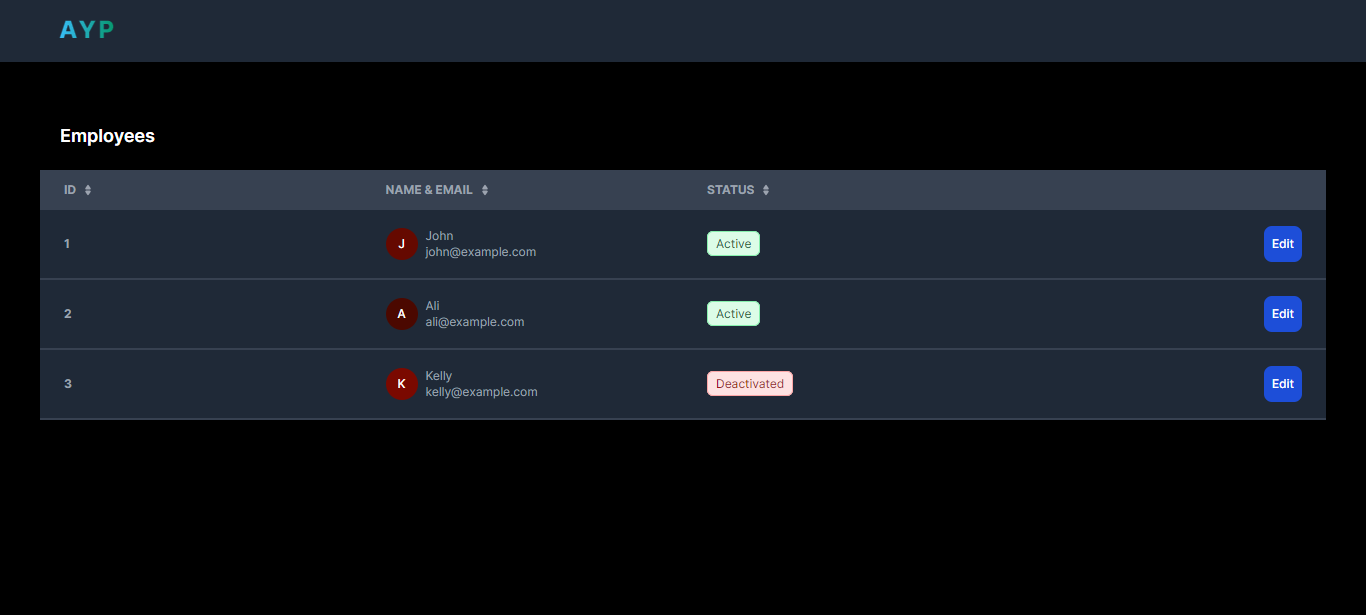 AYP
Employees
ID NAME & EMAIL STATUS
1 J John Active Edit
john@example.com
2 A Ali Active Edit
ali@example.com
3 K Kelly Deactivated Edit
kelly@example.com